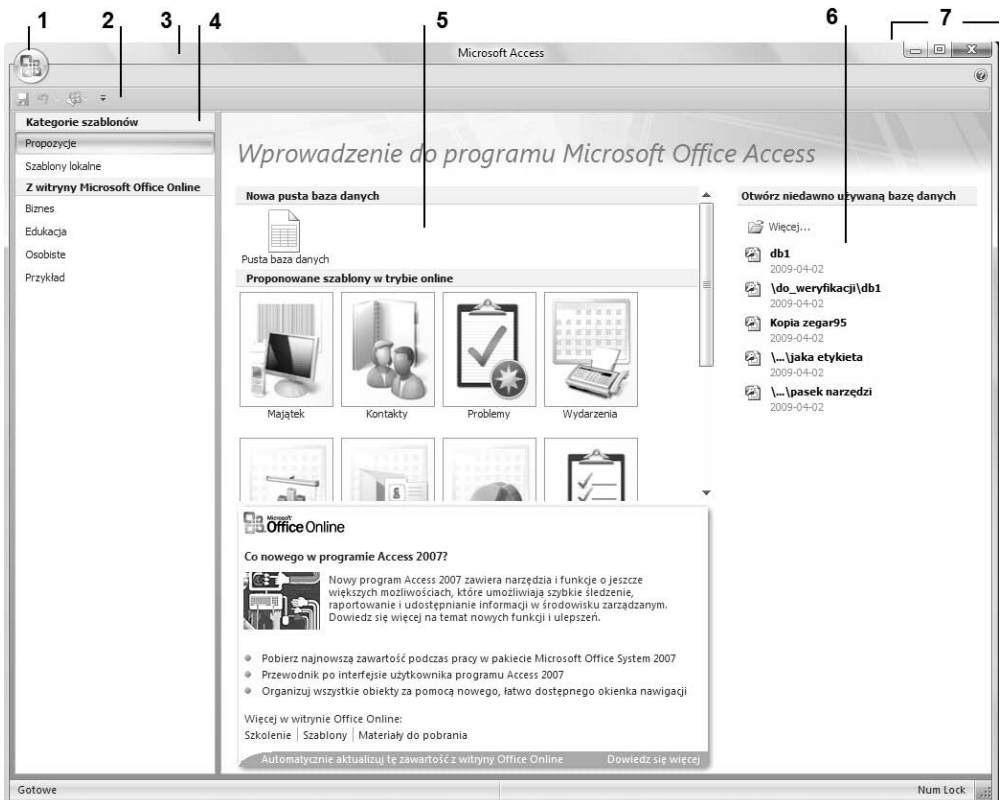 1 2 3 4 5 6 7
Microsoft Access
Kategorie szablonów
Propozycje
Szablony lokalne
Z witryny Microsoft Office Online
Biznes
Edukacja
Osobiste
Przykład
Wprowadzenie do programu Microsoft Office Access
Nowa pusta baza danych
Pusta baza danych
Proponowane szablony w trybie online
Majątek
Kontakty
Problemy
Wydarzenia
Microsoft
Office Online
Co nowego w programie Access 2007?
Nowy program Access 2007 zawiera narzędzia i funkcje o jeszcze
większych możliwościach, które umożliwiają szybkie śledzenie,
raportowanie i udostępnianie informacji w środowisku zarządzanym.
Dowiedz się więcej na temat nowych funkcji i ulepszeń.
Pobierz najnowszą zawartość podczas pracy w pakiecie Microsoft Office System 2007
Przewodnik po interfejsie użytkownika programu Access 2007
Organizuj wszystkie obiekty za pomocą nowego, łatwo dostępnego okienka nawigacji
Więcej w witrynie Office Online:
Szkolenie | Szablony | Materiały do pobrania
Automatycznie aktualizuj tę zawartość z witryny Office Online Dowiedz się więcej
Otwórz niedawno używaną bazę danych
Więcej...
db1
2009-04-02
\do_weryfikacji\db1
2009-04-02
Kopia zegar95
2009-04-02
\...\jaka etykieta
2009-04-02
\...\pasek narzędzi
2009-04-02
Gotowe
Num Lock